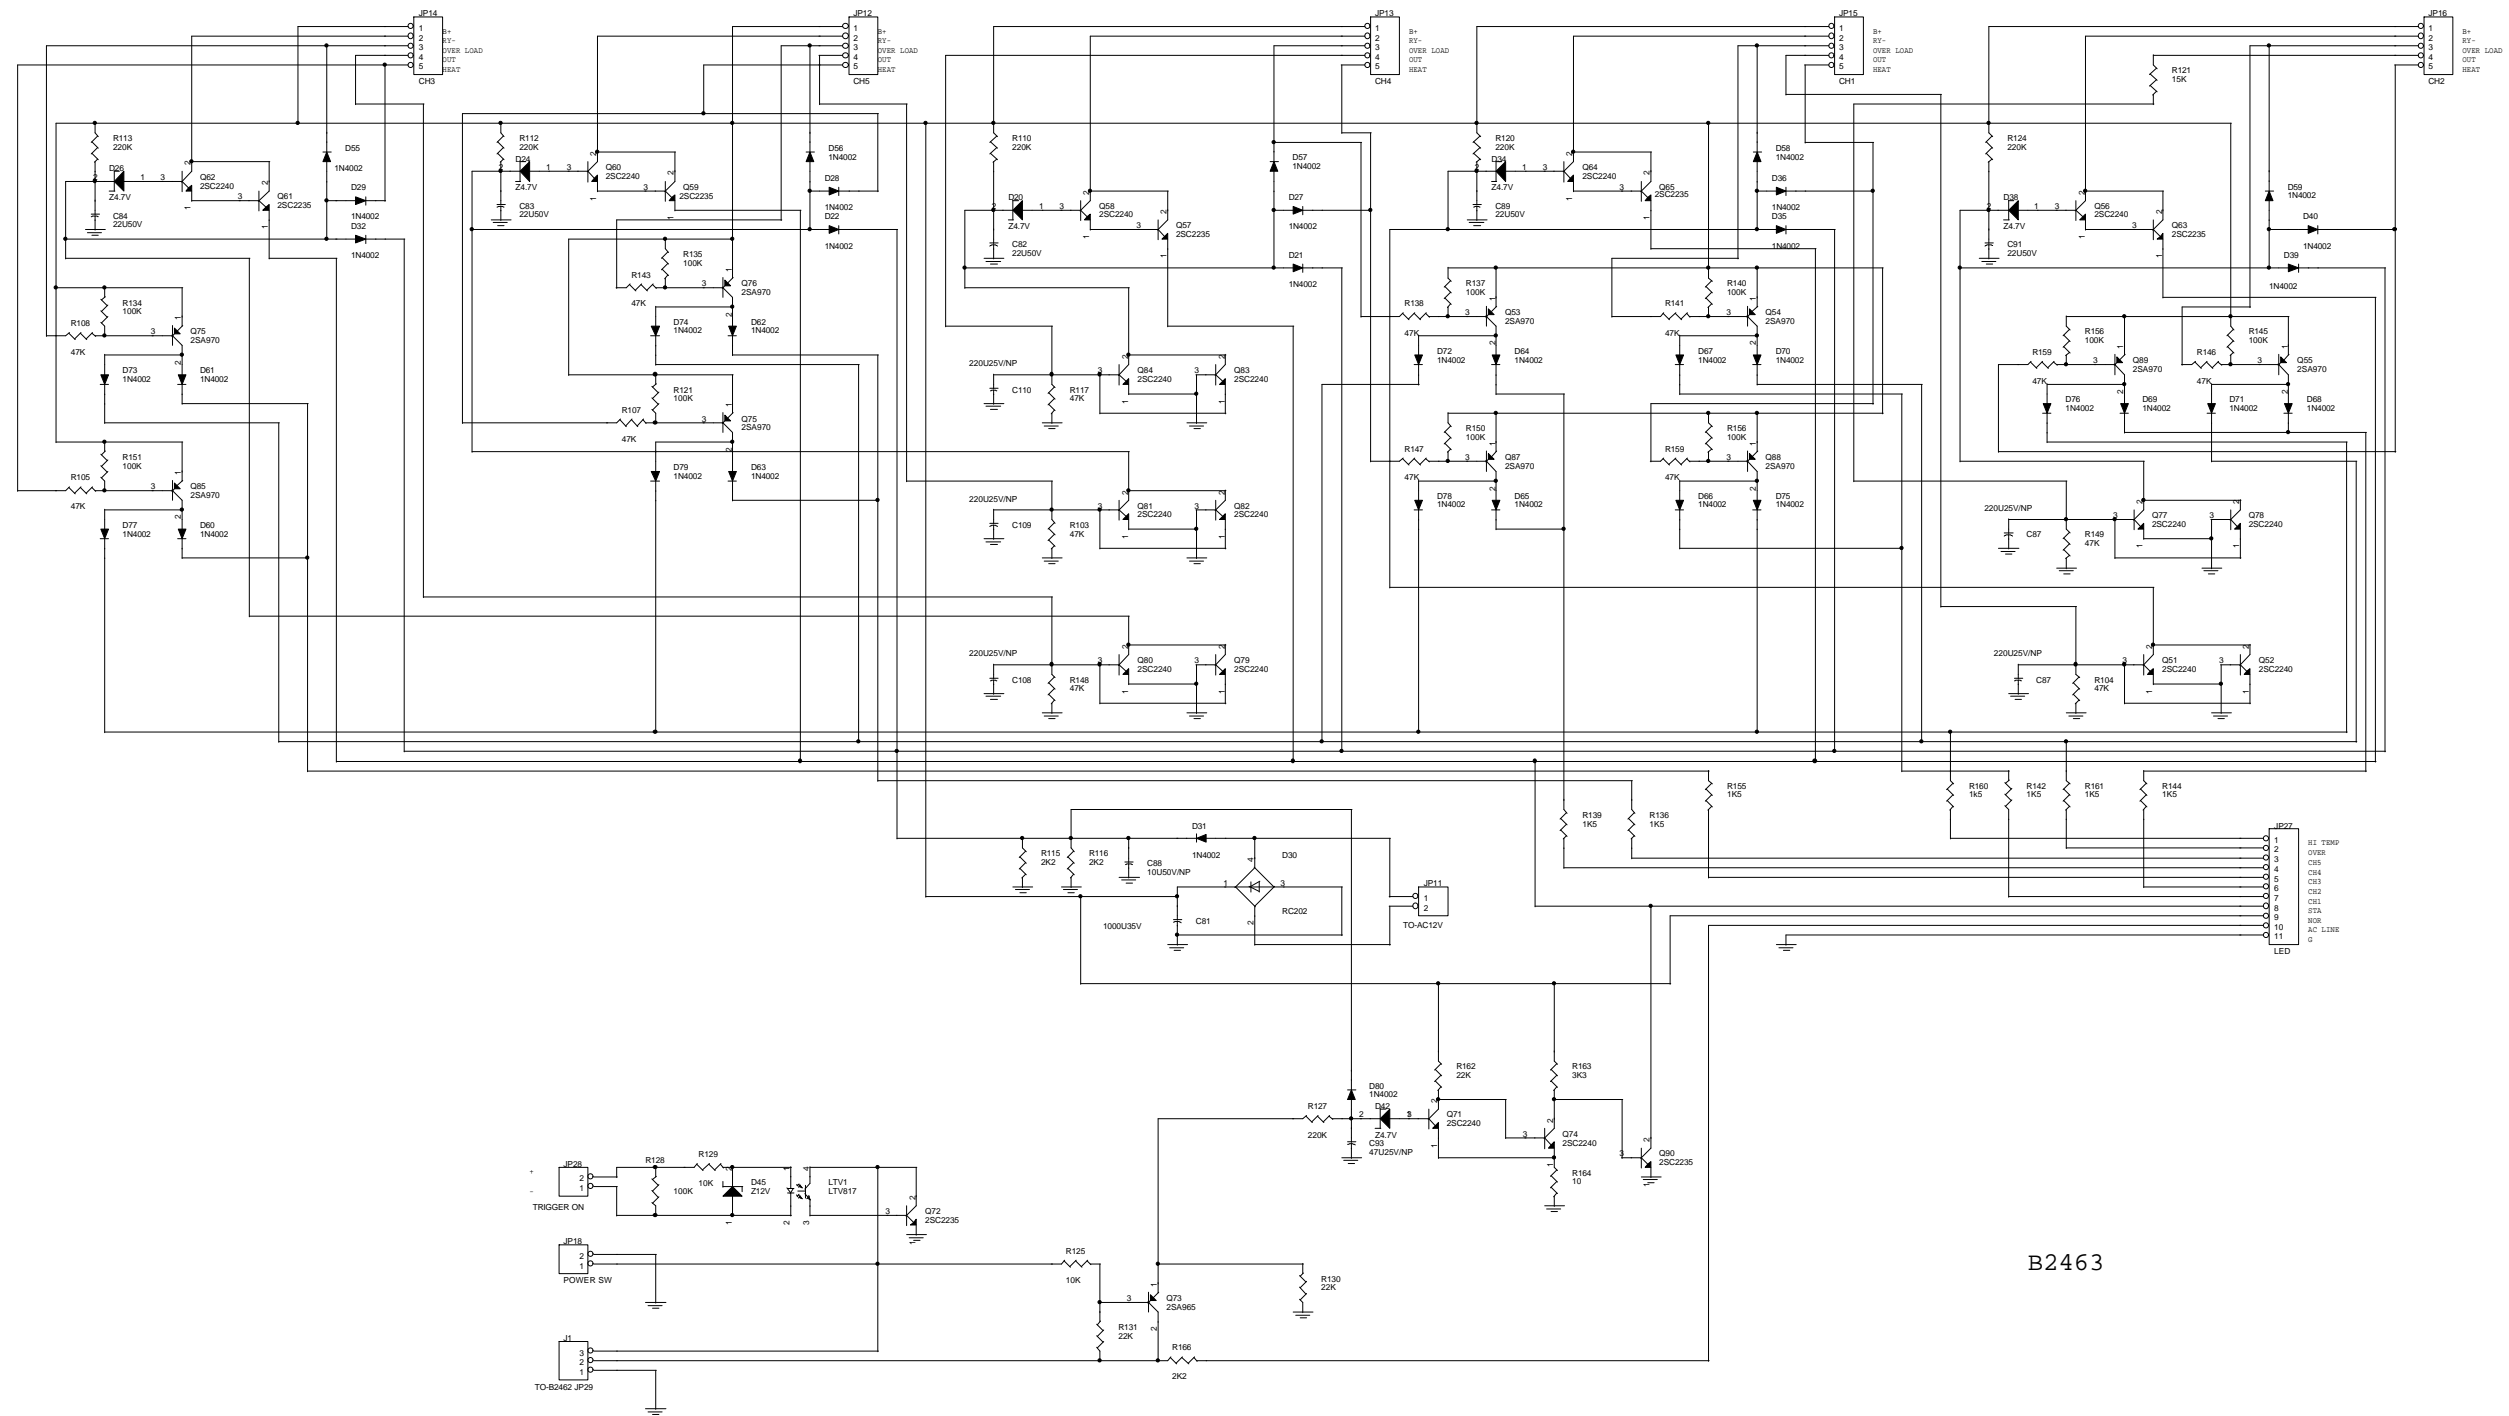 JP14
1
2
3
4
5
B+
RY-
OVER LOAD
OUT
HEAT
CH3
JP12
1
2
3
4
5
B+
RY-
OVER LOAD
OUT
HEAT
CH5
JP13
1
2
3
4
5
B+
RY-
OVER LOAD
OUT
HEAT
CH4
JP15
1
2
3
4
5
B+
RY-
OVER LOAD
OUT
HEAT
CH1
JP16
1
2
3
4
5
B+
RY-
OVER LOAD
OUT
HEAT
CH2
R121
15K
R113
220K
D26
Z4.7V
C84
22U50V
Q62
2SC2240
Q61
2SC2235
D55
1N4002
D29
1N4002
D32
1N4002
R112
220K
D24
Z4.7V
C83
22U50V
Q60
2SC2240
Q59
2SC2235
D56
1N4002
D28
1N4002
D22
1N4002
R110
220K
D20
Z4.7V
C82
22U50V
Q58
2SC2240
Q57
2SC2235
D57
1N4002
D27
1N4002
D21
1N4002
R120
220K
D34
Z4.7V
C89
22U50V
Q64
2SC2240
Q65
2SC2235
D58
1N4002
D36
1N4002
D35
1N4002
R124
220K
D38
Z4.7V
C91
22U50V
Q56
2SC2240
Q63
2SC2235
D59
1N4002
D40
1N4002
D39
1N4002
R134
100K
R108
47K
Q75
2SA970
D73
1N4002
D61
1N4002
R151
100K
R105
47K
Q85
2SA970
D77
1N4002
D60
1N4002
R135
100K
R143
47K
Q76
2SA970
D74
1N4002
D62
1N4002
R121
100K
R107
47K
Q75
2SA970
D79
1N4002
D63
1N4002
220U25V/NP
C110
R117
47K
Q84
2SC2240
Q83
2SC2240
220U25V/NP
C109
R103
47K
Q81
2SC2240
Q82
2SC2240
220U25V/NP
C108
R148
47K
Q80
2SC2240
Q79
2SC2240
R137
100K
R138
47K
Q53
2SA970
D72
1N4002
D64
1N4002
R140
100K
R141
47K
Q54
2SA970
D67
1N4002
D70
1N4002
R150
100K
R147
47K
Q87
2SA970
D78
1N4002
D65
1N4002
R156
100K
R159
47K
Q88
2SA970
D66
1N4002
D75
1N4002
R156
100K
R159
47K
Q89
2SA970
D76
1N4002
D69
1N4002
R145
100K
R146
47K
Q55
2SA970
D71
1N4002
D68
1N4002
220U25V/NP
C87
R149
47K
Q77
2SC2240
Q78
2SC2240
220U25V/NP
C87
R104
47K
Q51
2SC2240
Q52
2SC2240
R155
1K5
R139
1K5
R136
1K5
R160
1k5
R142
1K5
R161
1K5
R144
1K5
JP27
1
2
3
4
5
6
7
8
9
10
11
HI TEMP
OVER
CH5
CH4
CH3
CH2
CH1
STA
NOR
AC LINE
G
LED
R115
2K2
R116
2K2
C88
10U50V/NP
D31
1N4002
D30
4
1
3
2
RC202
1000U35V
C81
JP11
1
2
TO-AC12V
R162
22K
R163
3K3
D80
1N4002
R127
220K
D42
Z4.7V
C93
47U25V/NP
Q71
2SC2240
Q74
2SC2240
Q90
2SC2235
R164
10
+
-
JP28
2
1
TRIGGER ON
R128
100K
R129
10K
D45
Z12V
LTV1
LTV817
Q72
2SC2235
JP18
2
1
POWER SW
R125
10K
R130
22K
Q73
2SA965
R131
22K
R166
2K2
J1
3
2
1
TO-B2462 JP29
B2463